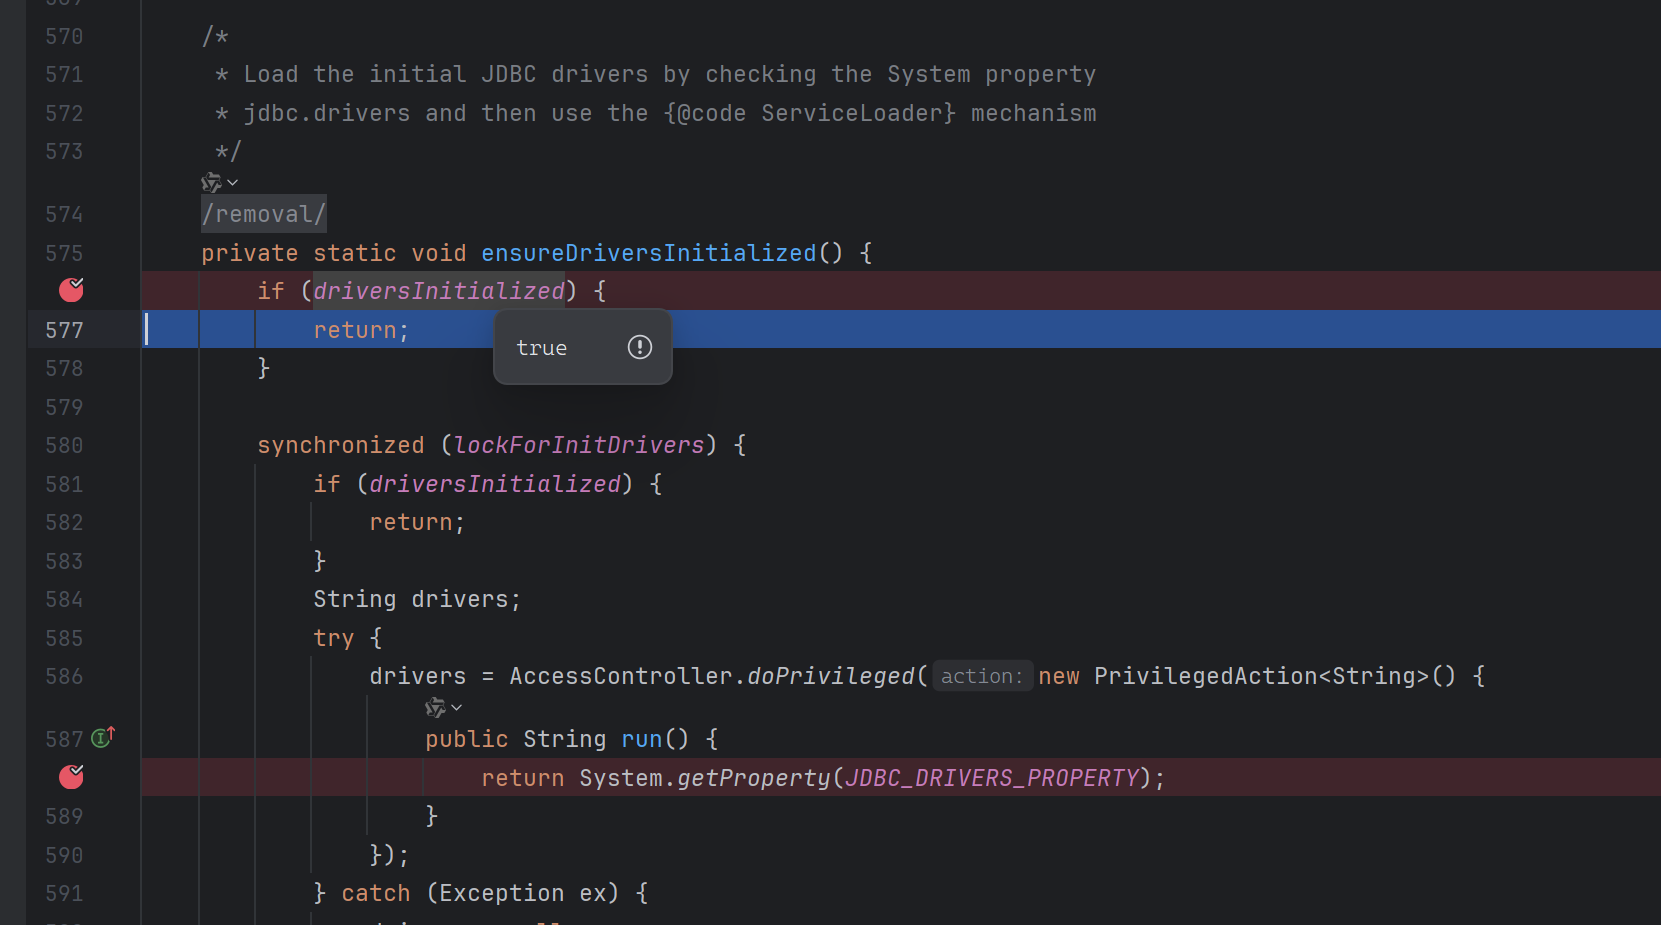 570 /*
571 * Load the initial JDBC drivers by checking the System property
572 * jdbc.drivers and then use the {@code ServiceLoader} mechanism
573 */
574 /removal/
575 private static void ensureDriversInitialized() {
if (driversInitialized) {
577 return;
true
578 }
579
580 synchronized (lockForInitDrivers) {
581 if (driversInitialized) {
582 return;
583 }
584 String drivers;
585 try {
586 drivers = AccessController.doPrivileged( action: new PrivilegedAction<String>() {
587 public String run() {
return System.getProperty(JDBC_DRIVERS_PROPERTY);
589 }
590 });
591 } catch (Exception ex) {